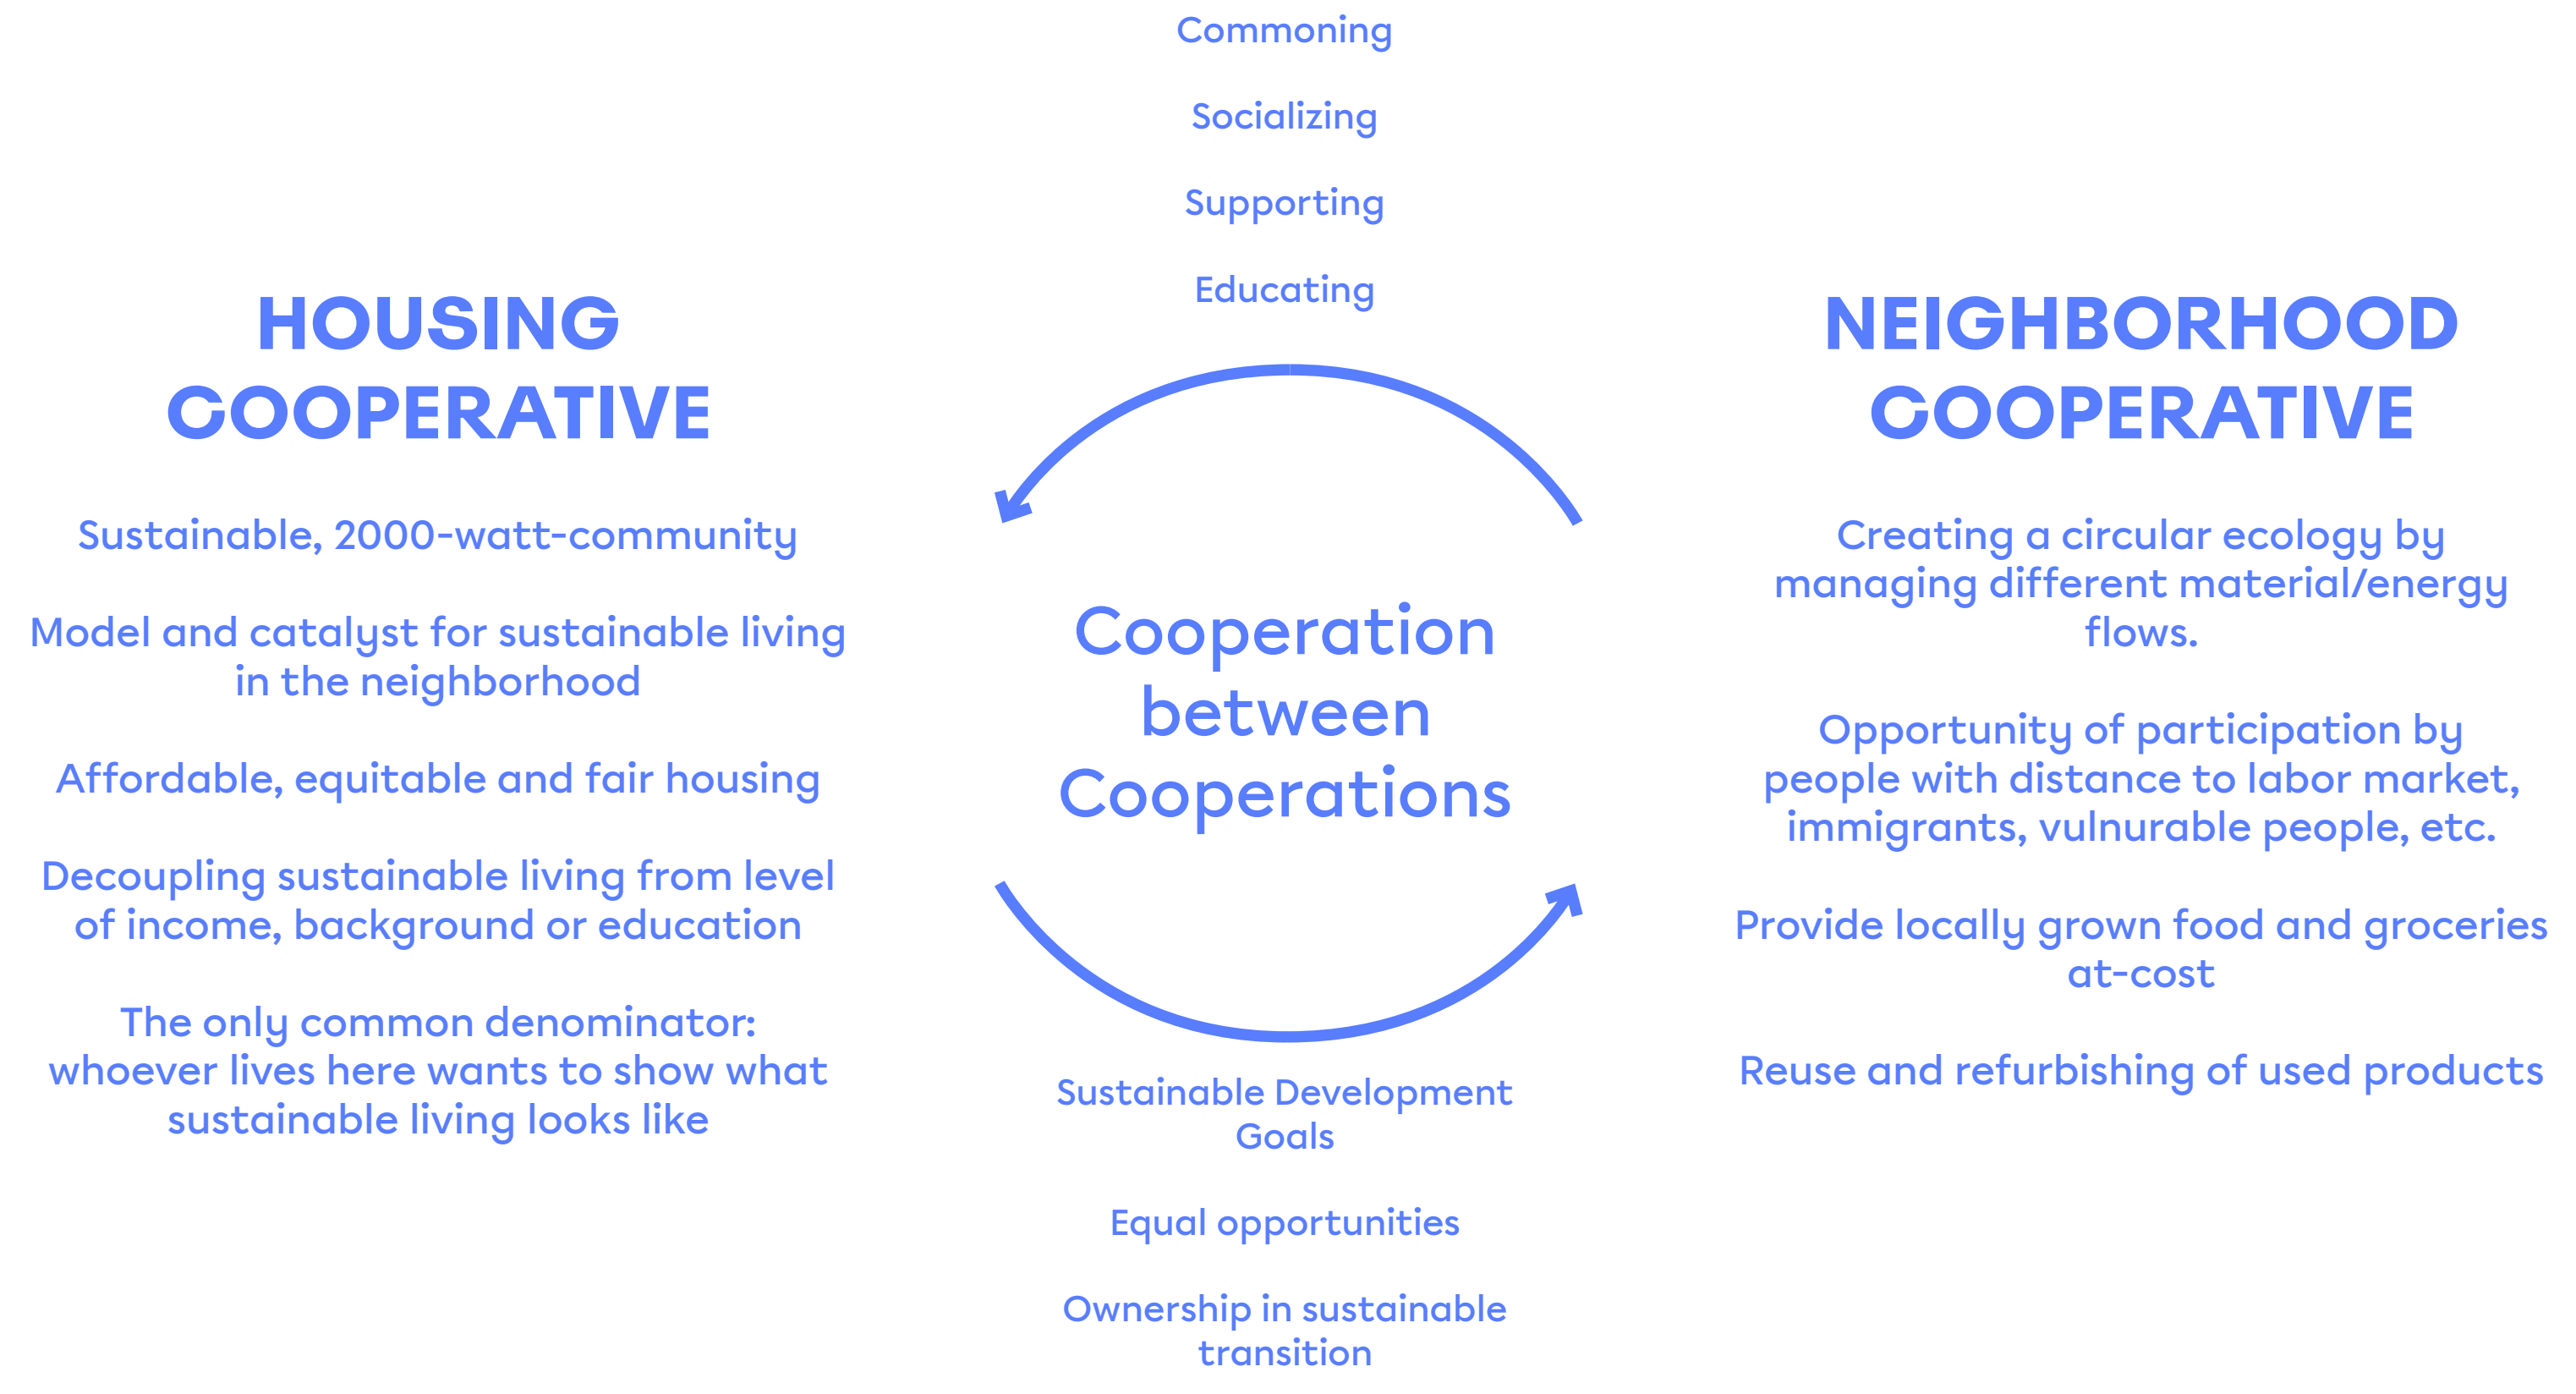 Commoning
Socializing
Supporting
Educating
HOUSING
COOPERATIVE
Sustainable, 2000-watt-community
Model and catalyst for sustainable living
in the neighborhood
Affordable, equitable and fair housing
Decoupling sustainable living from level
of income, background or education
The only common denominator:
whoever lives here wants to show what
sustainable living looks like
Cooperation
between
Cooperations
Sustainable Development
Goals
Equal opportunities
Ownership in sustainable
transition
NEIGHBORHOOD
COOPERATIVE
Creating a circular ecology by
managing different material/energy
flows.
Opportunity of participation by
people with distance to labor market,
immigrants, vulnurable people, etc.
Provide locally grown food and groceries
at-cost
Reuse and refurbishing of used products